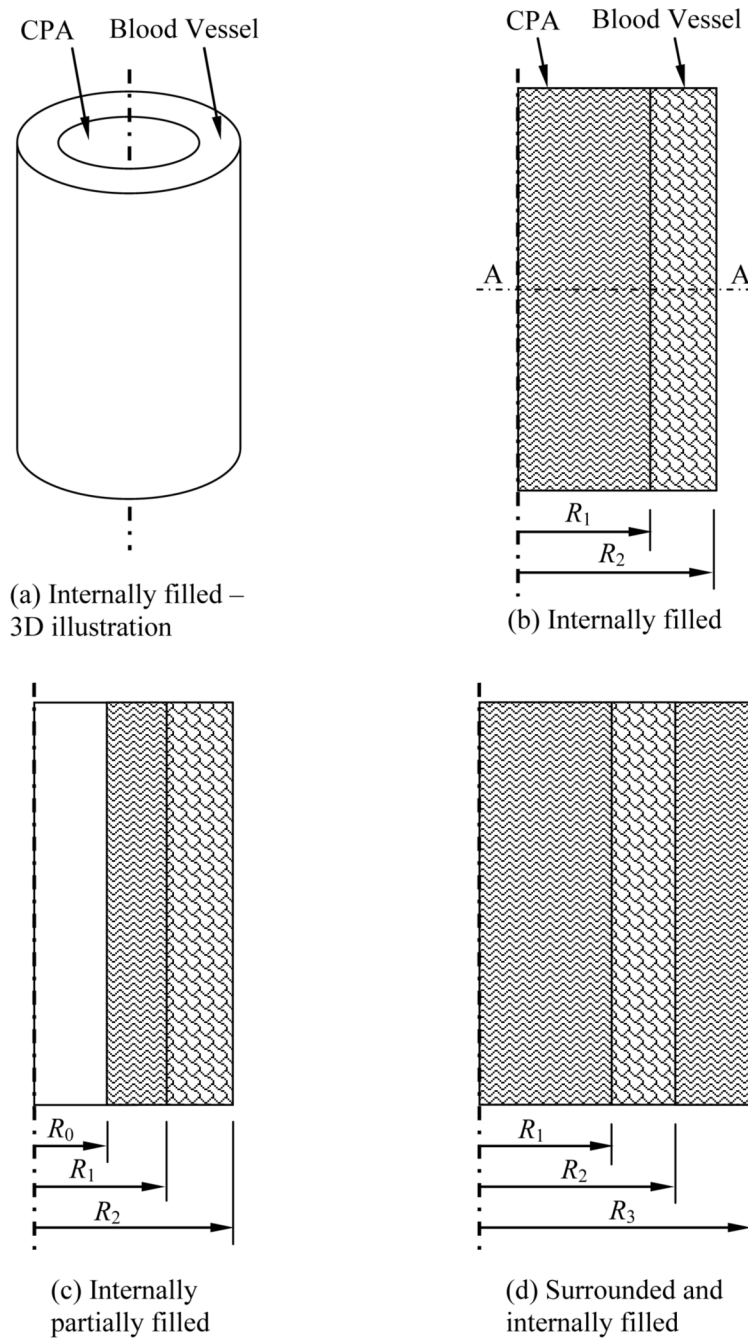 CPA Blood Vessel
(a) Internally filled –
3D illustration
CPA Blood Vessel
A A
R1
R2
(b) Internally filled
R0
R1
R2
(c) Internally
partially filled
R1
R2
R3
(d) Surrounded and
internally filled